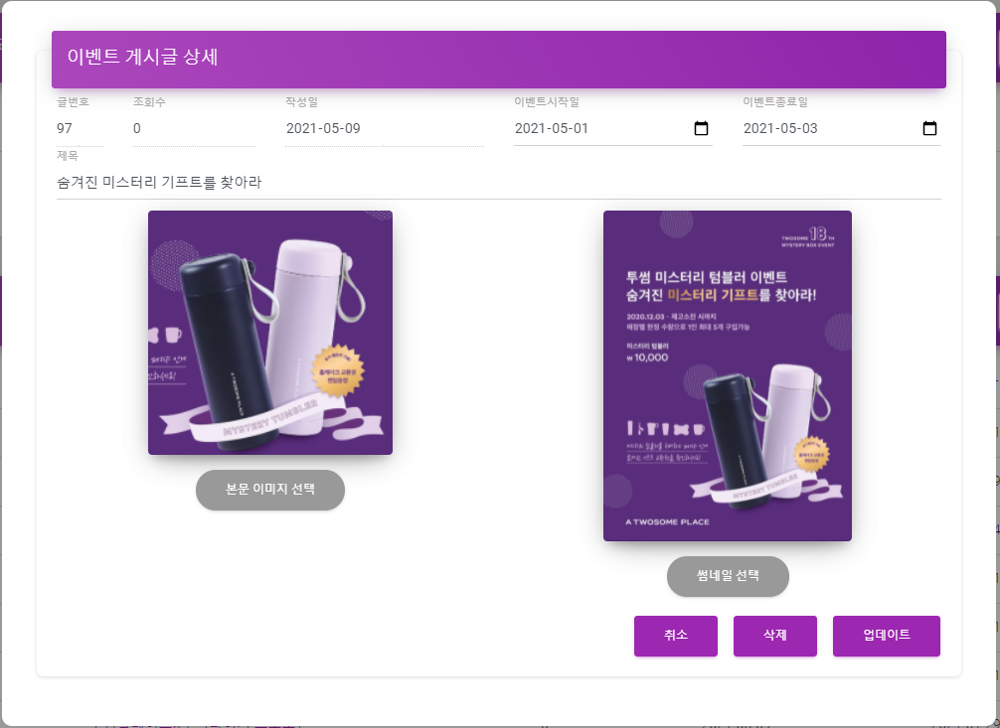 이벤트 게시글 상세
글번호 조회수 작성일 이벤트시작일 이벤트종료일
97 0 2021-05-09 2021-05-01 2021-05-03
제목
숨겨진 미스터리 기프트를 찾아라
A TWOSOME PLACE
MYSTERY TUMBLER
본문 이미지 선택
TWOSOME 18TH
MYSTERY BOX EVENT
투썸 미스터리 텀블러 이벤트
숨겨진 미스터리 기프트를 찾아라!
2020.12.03 - 재고소진 시까지
매장별 한정 수량으로 1인 최대 5개 구입가능
미스터리 텀블러
₩ 10,000
MYSTERY TUMBLER
A TWOSOME PLACE
썸네일 선택
취소 삭제 업데이트